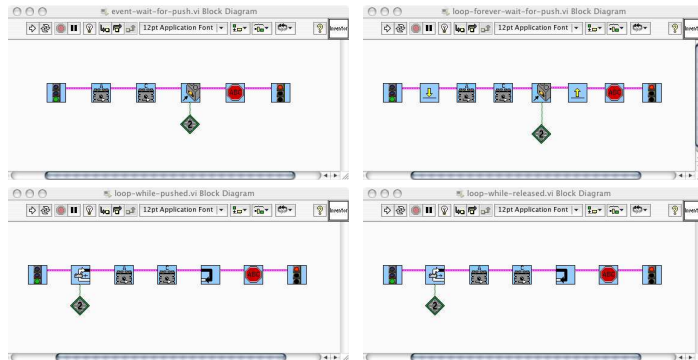 event-wait-for-push.vi Block Diagram
12pt Application Font
2
loop-forever-wait-for-push.vi Block Diagram
12pt Application Font
2
loop-while-pushed.vi Block Diagram
12pt Application Font
2
loop-while-released.vi Block Diagram
12pt Application Font
2